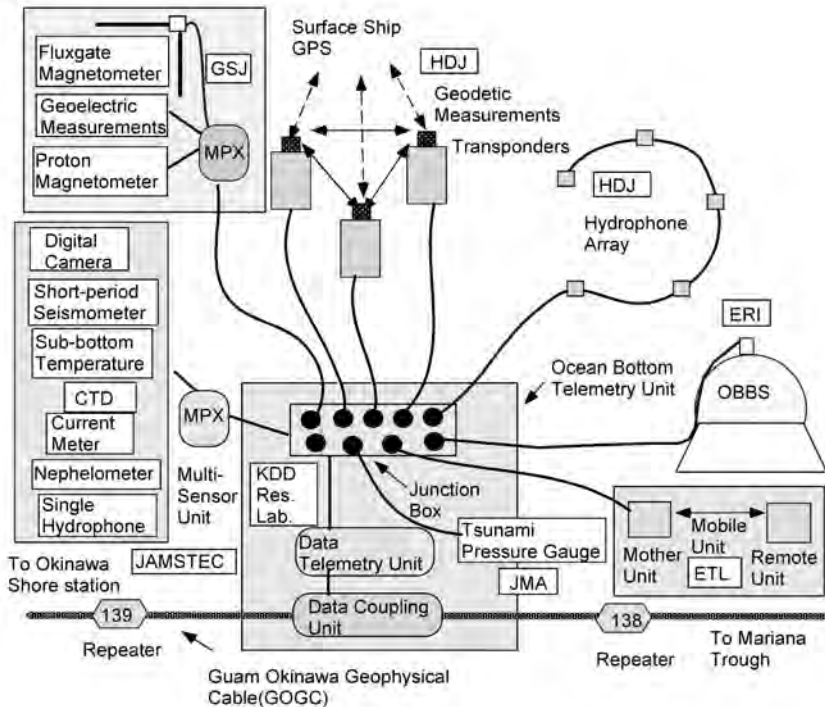 Fluxgate
Magnetometer
GSJ
Geoelectric
Measurements
Proton
Magnetometer
MPX
Surface Ship
GPS
HDJ
Geodetic
Measurements
Transponders
HDJ
Hydrophone
Array
Digital
Camera
Short-period
Seismometer
Sub-bottom
Temperature
CTD
Current
Meter
Nephelometer
Single
Hydrophone
MPX
Multi-
Sensor
Unit
JAMSTEC
Ocean Bottom
Telemetry Unit
ERI
OBBS
KDD
Res.
Lab.
Junction
Box
Data
Telemetry Unit
Tsunami
Pressure Gauge
JMA
Mother
Unit
Mobile
Unit
ETL
Remote
Unit
To Okinawa
Shore station
Data Coupling
Unit
139
Repeater
138
Repeater
To Mariana
Trough
Guam Okinawa Geophysical
Cable(GOGC)